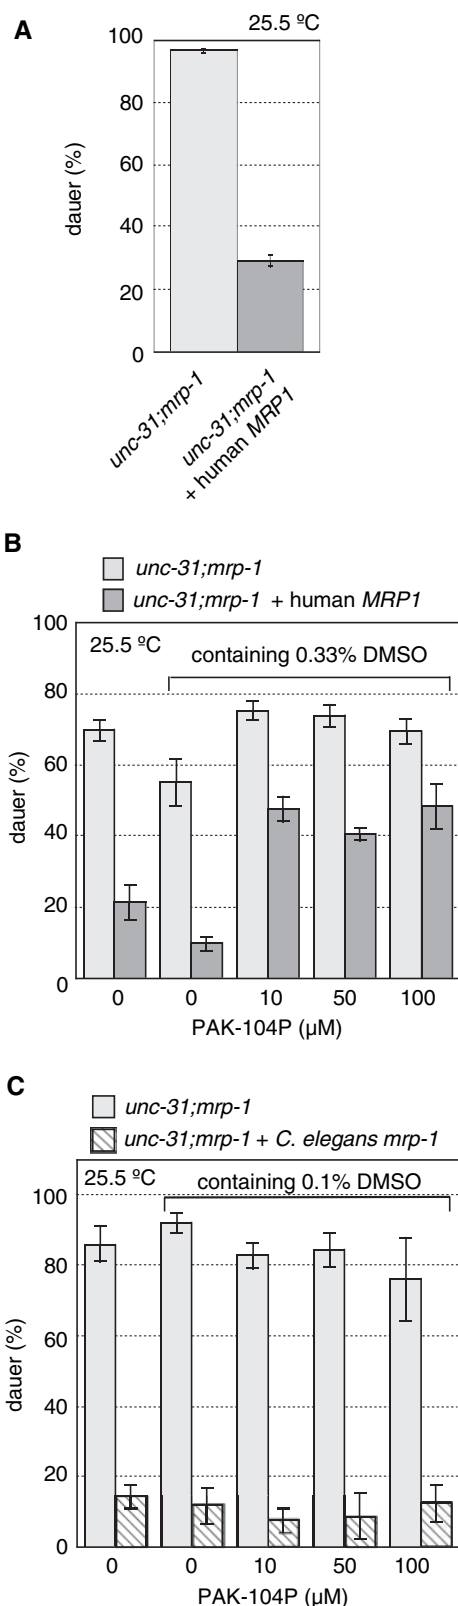 A
25.5 ºC
100
80
60
40
20
0
dauer (%)
unc-31;mrp-1
unc-31;mrp-1
+ human MRP1
B
unc-31;mrp-1
unc-31;mrp-1 + human MRP1
25.5 ºC
containing 0.33% DMSO
100
80
60
40
20
0
dauer (%)
0 0 10 50 100
PAK-104P (µM)
C
unc-31;mrp-1
unc-31;mrp-1 + C. elegans mrp-1
25.5 ºC
containing 0.1% DMSO
100
80
60
40
20
0
dauer (%)
0 0 10 50 100
PAK-104P (µM)